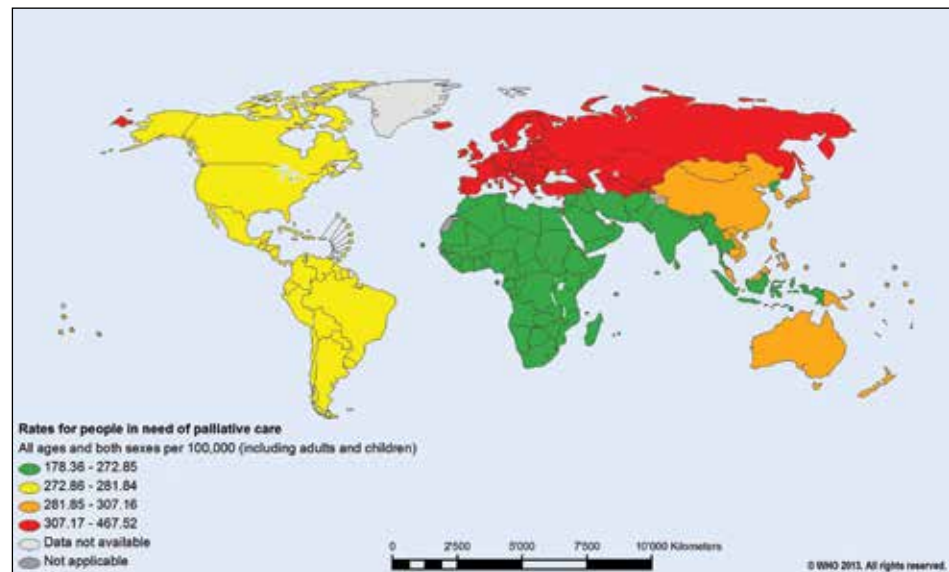 Rates for people in need of palliative care
All ages and both sexes per 100,000 (including adults and children)
178.36 - 272.85
272.86 - 281.84
281.85 - 307.16
307.17 - 467.52
Data not available
Not applicable
0 2'500 5'000 7'500 10'000 Kilometers
© WHO 2013. All rights reserved.